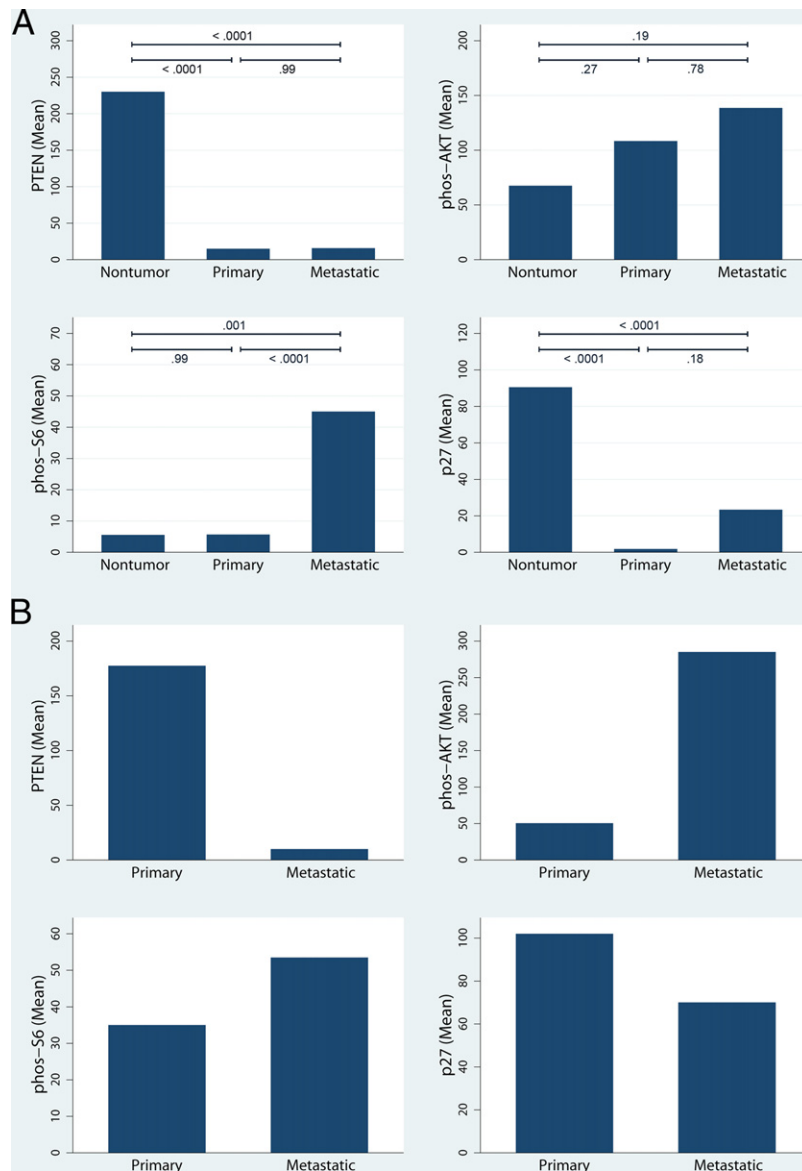 A
PTEN (Mean)
300
250
200
150
100
50
0
< .0001
< .0001
.99
Nontumor
Primary
Metastatic
phos-AKT (Mean)
200
150
100
50
0
.19
.27
.78
Nontumor
Primary
Metastatic
phos-S6 (Mean)
70
60
50
40
30
20
10
0
.001
.99
< .0001
Nontumor
Primary
Metastatic
p27 (Mean)
120
100
80
60
40
20
0
< .0001
< .0001
.18
Nontumor
Primary
Metastatic
B
PTEN (Mean)
200
150
100
50
0
Primary
Metastatic
phos-AKT (Mean)
300
250
200
150
100
50
0
Primary
Metastatic
phos-S6 (Mean)
60
50
40
30
20
10
0
Primary
Metastatic
p27 (Mean)
100
80
60
40
20
0
Primary
Metastatic